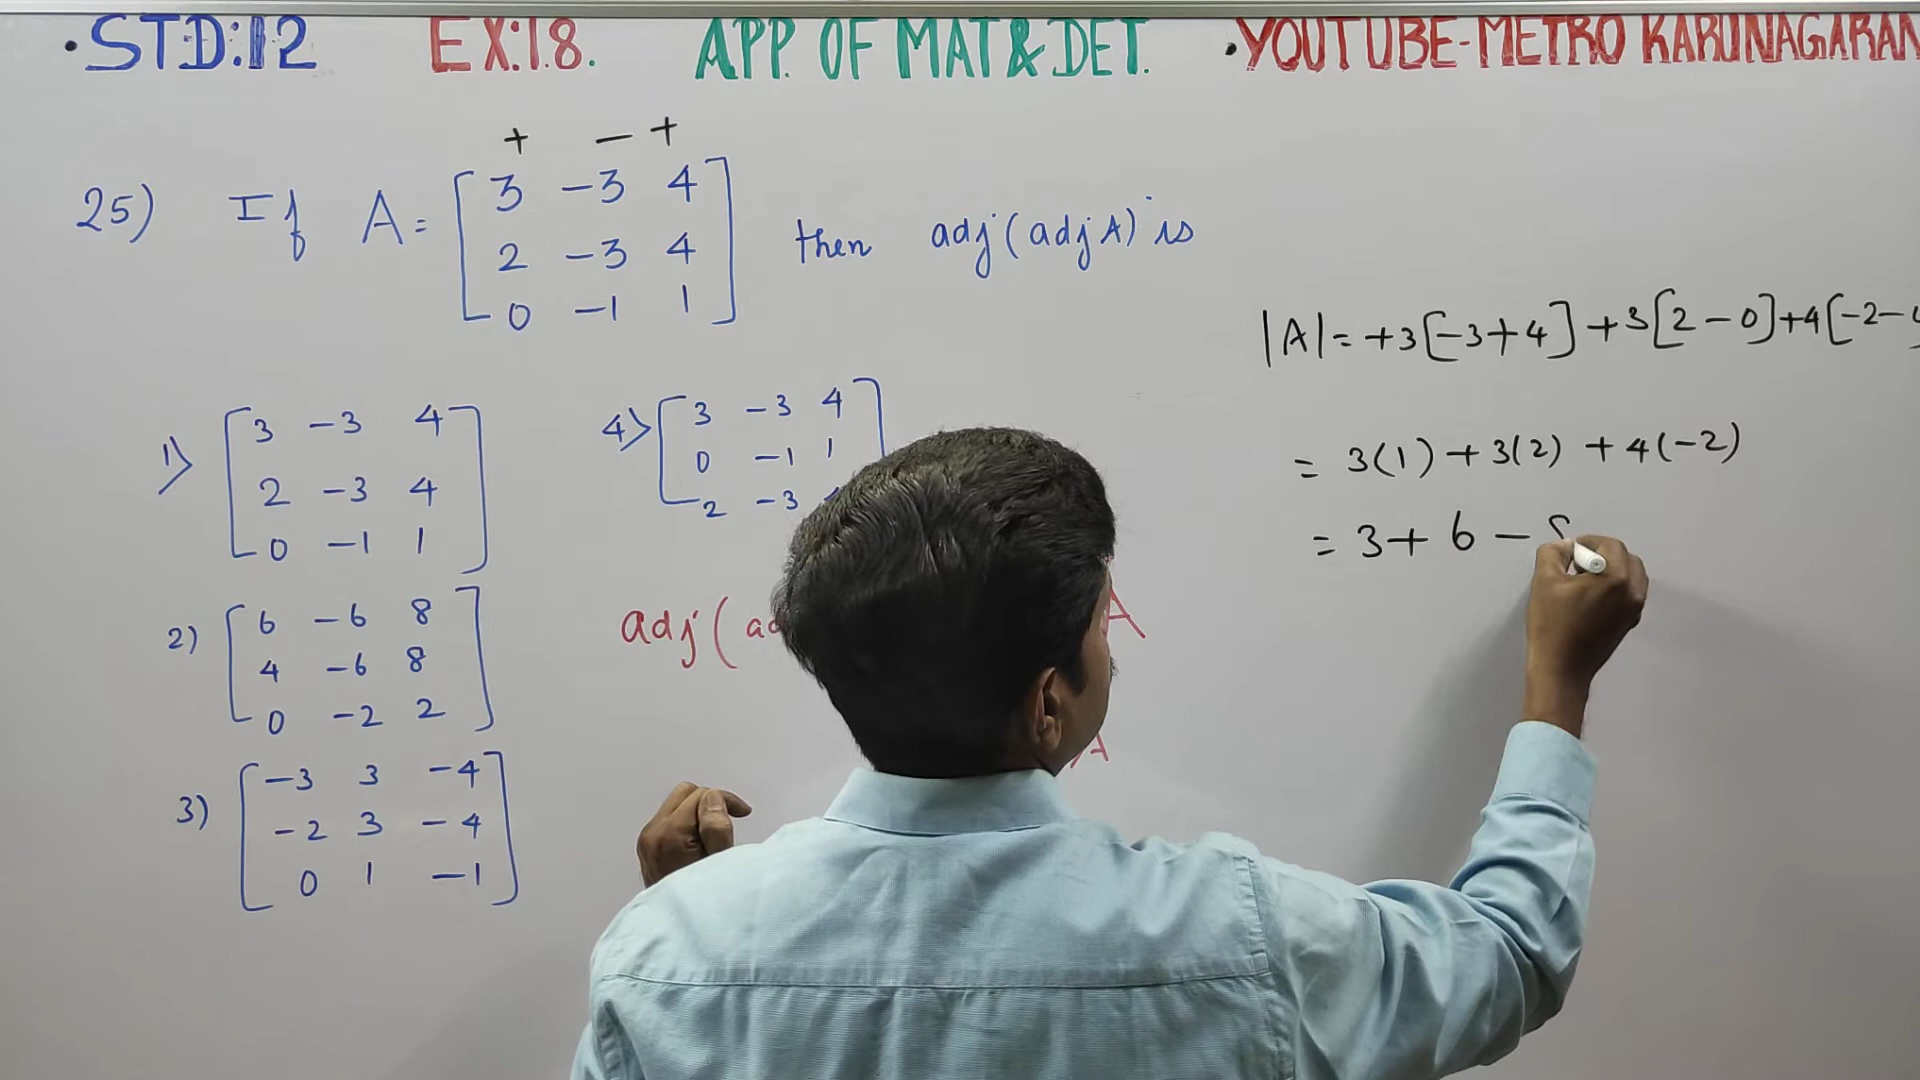 ·STD:12 EX:1.8. APP. OF MAT & DET. ·YOUTUBE-METRO KARUNAGARAN
+ − +
25) If A = [ 3 −3 4 ] then adj(adj A) is
2 −3 4
0 −1 1
|A| = +3[−3+4] +3[2−0]+4[−2−
= 3(1) + 3(2) + 4(−2)
= 3 + 6 −
1) [ 3 −3 4 ]
2 −3 4
0 −1 1
4) [ 3 −3 4 ]
0 −1 1
2 −3
2) [ 6 −6 8 ]
4 −6 8
0 −2 2
adj( A
A
3) [ −3 3 −4 ]
−2 3 −4
0 1 −1